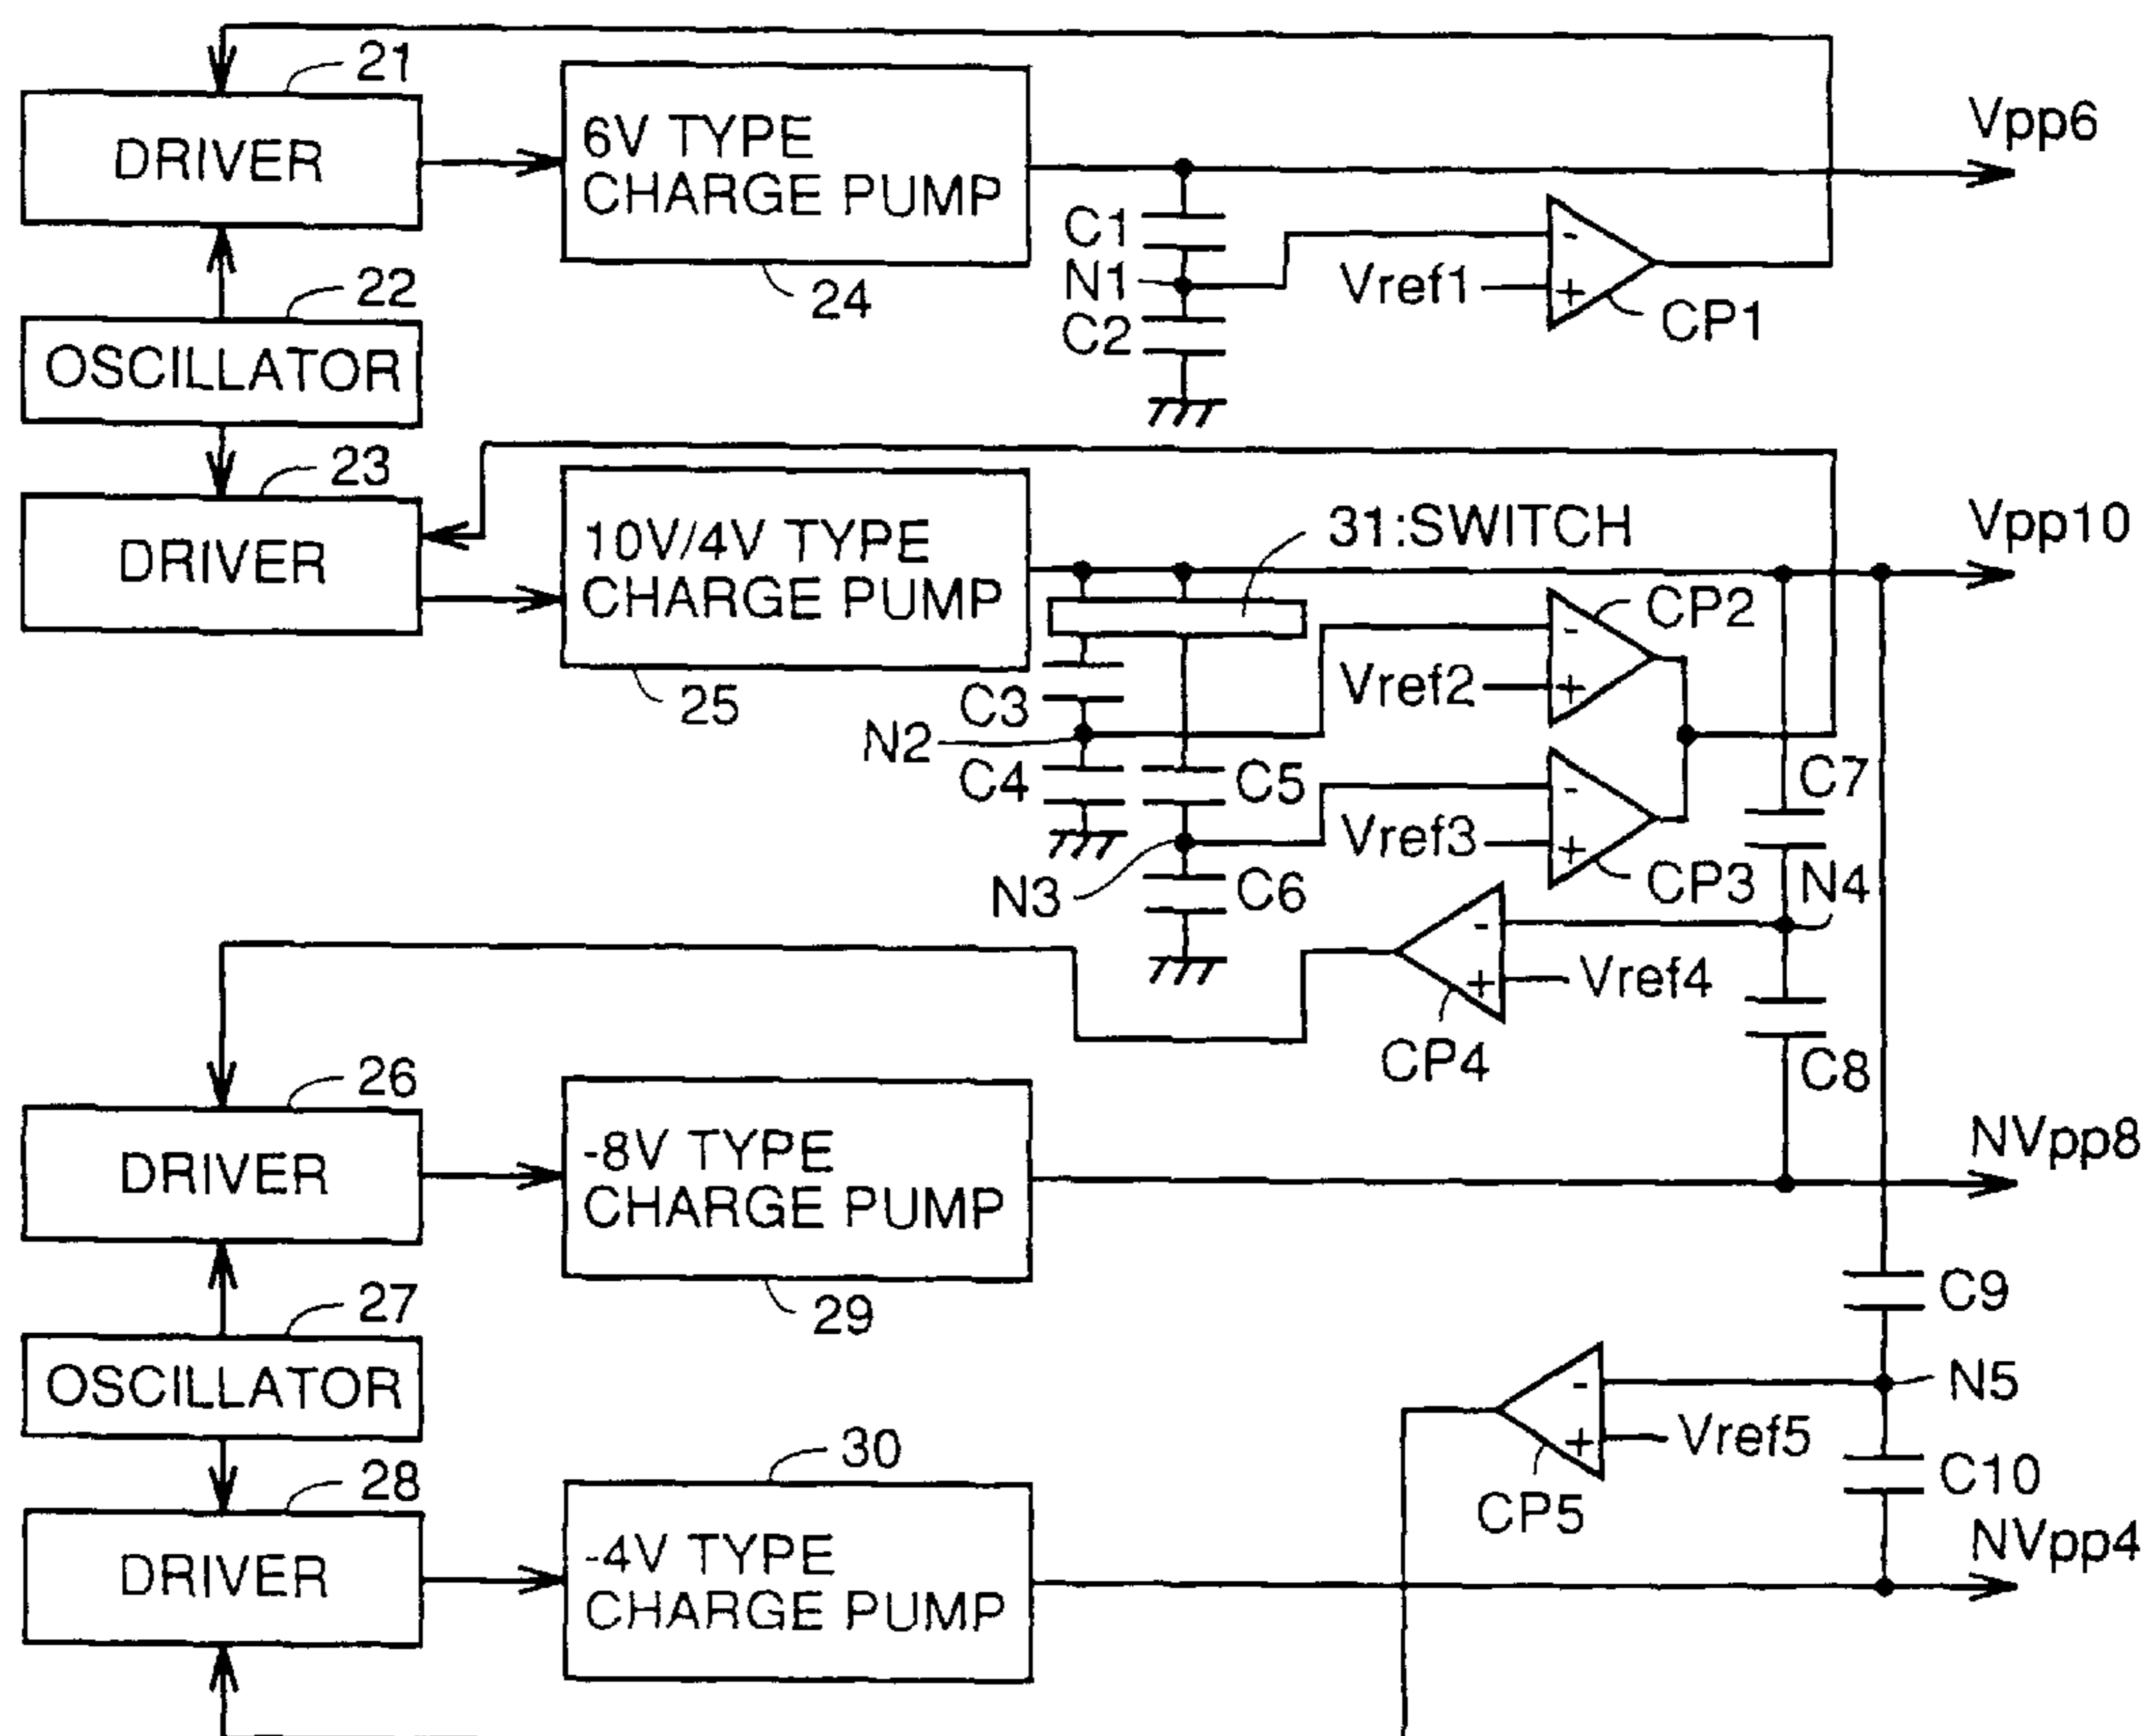 21
DRIVER
6V TYPE
CHARGE PUMP
24
Vpp6
C1
N1
C2
-
Vref1
+
CP1
22
OSCILLATOR
23
DRIVER
10V/4V TYPE
CHARGE PUMP
25
31:SWITCH
Vpp10
C3
N2
C4
C5
N3
C6
-
Vref2
+
CP2
-
Vref3
+
CP3
C7
N4
-
+
Vref4
CP4
C8
26
DRIVER
-8V TYPE
CHARGE PUMP
29
NVpp8
27
OSCILLATOR
C9
-
N5
+
Vref5
CP5
C10
28
DRIVER
30
-4V TYPE
CHARGE PUMP
NVpp4